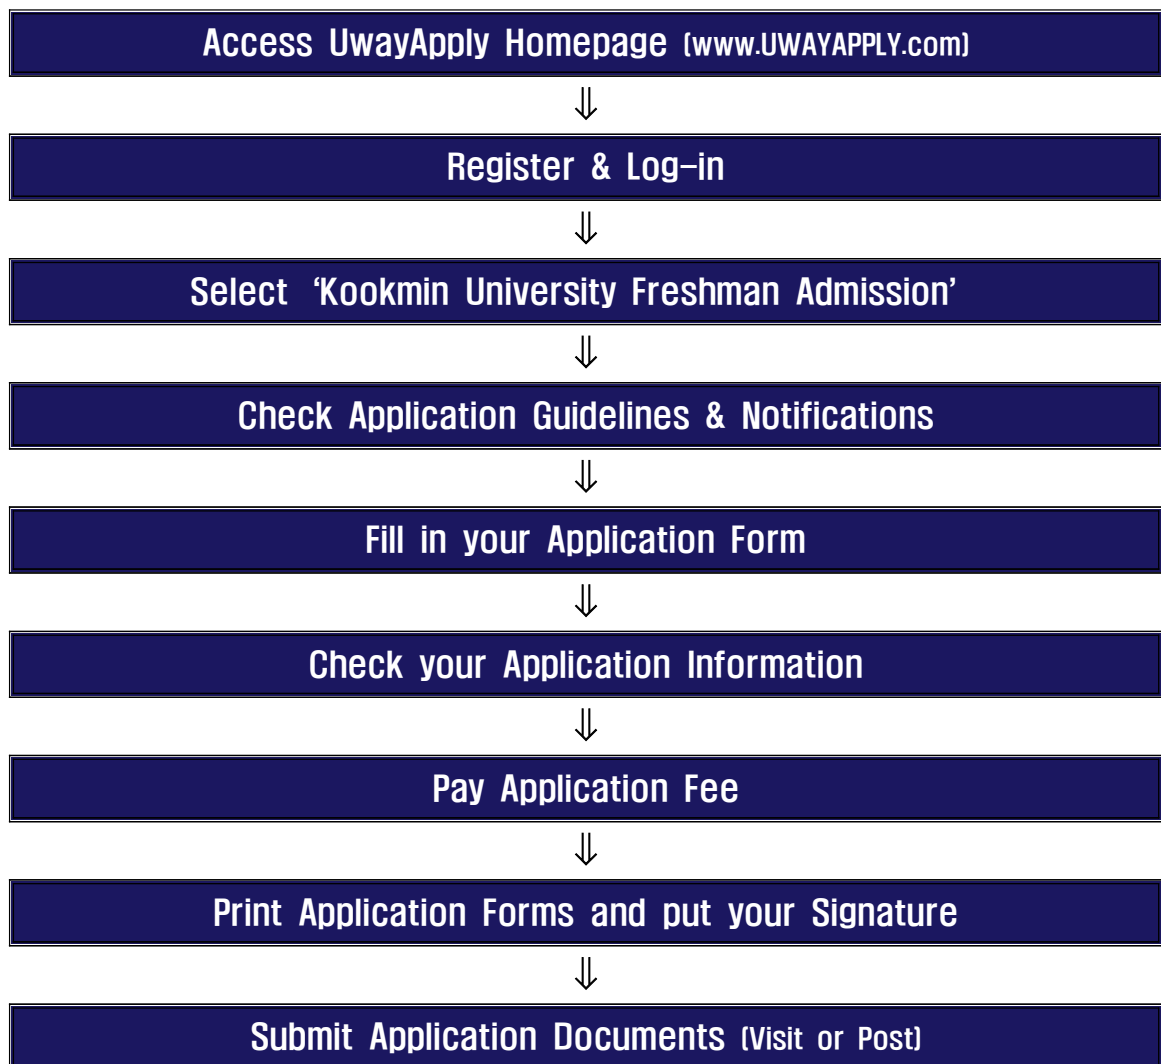 Access UwayApply Homepage (www.UWAYAPPLY.com)
⇓
Register & Log-in
⇓
Select ‘Kookmin University Freshman Admission’
⇓
Check Application Guidelines & Notifications
⇓
Fill in your Application Form
⇓
Check your Application Information
⇓
Pay Application Fee
⇓
Print Application Forms and put your Signature
⇓
Submit Application Documents (Visit or Post)